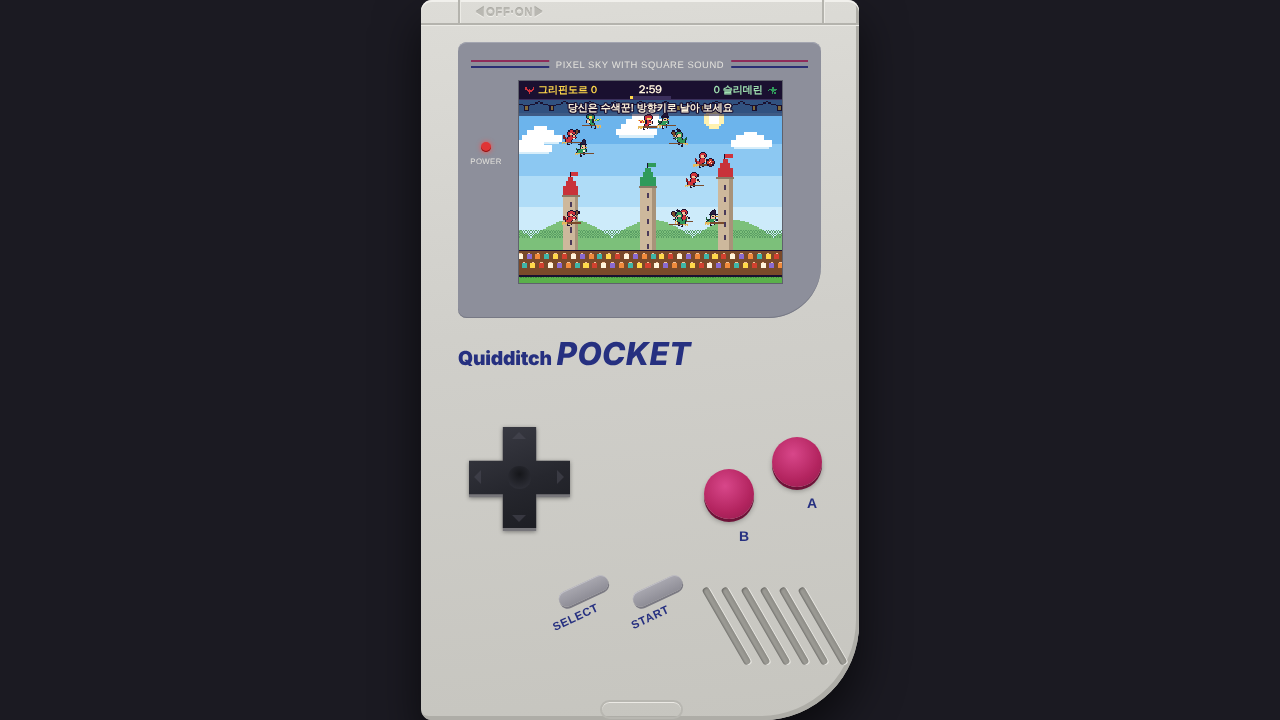 OFF·ON
PIXEL SKY WITH SQUARE SOUND
그리핀도르 0 2:59 0 슬리데린
당신은 수색꾼! 방향키로 날아 보세요
POWER
Quidditch POCKET
A
B
SELECT START